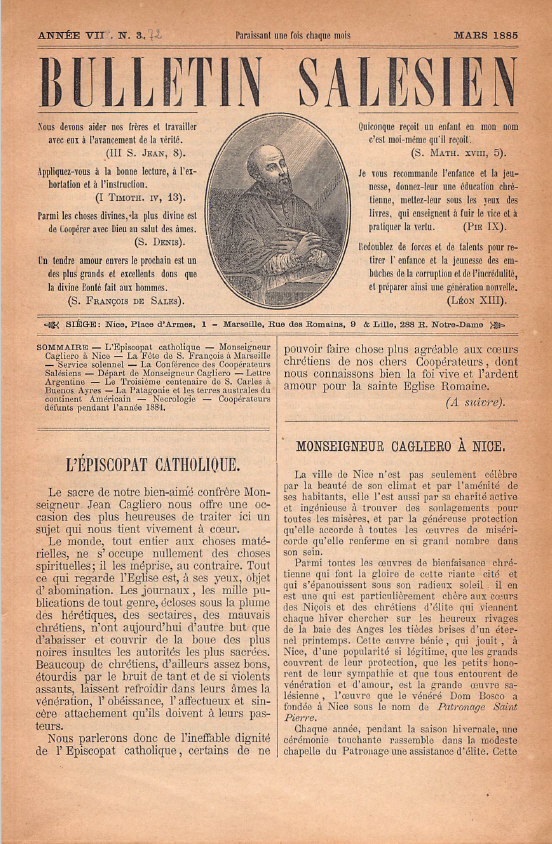 ANNÉE VII. N. 3. 72
Paraissant une fois chaque mois
MARS 1885
BULLETIN SALESIEN
Nous devons aider nos frères et travailler
avec eux à l'avancement de la vérité.
(III S. JEAN, 8).
Appliquez-vous à la bonne lecture, à l'ex-
hortation et à l'instruction.
(I TIMOTH. IV, 13).
Parmi les choses divines, la plus divine est
de Coopérer avec Dieu au salut des âmes.
(S. DENIS).
Un tendre amour envers le prochain est un
des plus grands et excellents dons que
la divine Bonté fait aux hommes.
(S. FRANÇOIS DE SALES).
Quiconque reçoit un enfant en mon nom
c'est moi-même qu'il reçoit.
(S. MATH. XVIII, 5).
Je vous recommande l'enfance et la jeu-
nesse, donnez-leur une éducation chré-
tienne, mettez-leur sous les yeux des
livres, qui enseignent à fuir le vice et à
pratiquer la vertu. (PIE IX).
Redoublez de forces et de talents pour re-
tirer l'enfance et la jeunesse des em-
bûches de la corruption et de l'incrédulité,
et préparer ainsi une génération nouvelle.
(LÉON XIII).
SIÈGE: Nice, Place d'Armes, 1 – Marseille, Rue des Romains, 9 & Lille, 288 R. Notre-Dame
SOMMAIRE — L'Episcopat catholique — Monseigneur
Cagliero à Nice — La Fête de S. François à Marseille
— Service solennel — La Conférence des Coopérateurs
Salésiens — Départ de Monseigneur Cagliero — Lettre
Argentine — Le Troisième centenaire de S. Carles à
Buenos Ayres — La Patagonie et les terres australes du
continent Américain — Necrologie — Coopérateurs
défunts pendant l'année 1884.
L'ÉPISCOPAT CATHOLIQUE.
Le sacre de notre bien-aimé confrère Mon-
seigneur Jean Cagliero nous offre une oc-
casion des plus heureuses de traiter ici un
sujet qui nous tient vivement à cœur.
Le monde, tout entier aux choses maté-
rielles, ne s'occupe nullement des choses
spirituelles; il les méprise, au contraire. Tout
ce qui regarde l'Eglise est, à ses yeux, objet
d'abomination. Les journaux, les mille pu-
blications de tout genre, écloses sous la plume
des hérétiques, des sectaires, des mauvais
chrétiens, n'ont aujourd'hui d'autre but que
d'abaisser et couvrir de la boue des plus
noires insultes les autorités les plus sacrées.
Beaucoup de chrétiens, d'ailleurs assez bons,
étourdis par le bruit de tant et de si violents
assauts, laissent refroidir dans leurs âmes la
vénération, l'obéissance, l'affectueux et sin-
cère attachement qu'ils doivent à leurs pas-
teurs.
Nous parlerons donc de l'ineffable dignité
de l'Episcopat catholique, certains de ne
pouvoir faire chose plus agréable aux cœurs
chrétiens de nos chers Coopérateurs, dont
nous connaissons bien la foi vive et l'ardent
amour pour la sainte Eglise Romaine.
(A suivre).
MONSEIGNEUR CAGLIERO À NICE.
La ville de Nice n'est pas seulement célèbre
par la beauté de son climat et par l'aménité de
ses habitants, elle l'est aussi par sa charité active
et ingénieuse à trouver des soulagements pour
toutes les misères, et par la généreuse protection
qu'elle accorde à toutes les œuvres de miséri-
corde qu'elle renferme en si grand nombre dans
son sein.
Parmi toutes les œuvres de bienfaisance chré-
tienne qui font la gloire de cette riante cité et
qui s'épanouissent sous son radieux soleil il en
est une qui est particulièrement chère aux cœurs
des Niçois et des chrétiens d'élite qui viennent
chaque hiver chercher sur les heureux rivages
de la baie des Anges les tièdes brises d'un éter-
nel printemps. Cette œuvre bénie, qui jouit, à
Nice, d'une popularité si légitime, que les grands
couvrent de leur protection, que les petits hono-
rent de leur sympathie et que tous entourent de
vénération et d'amour, est la grande œuvre sa-
lésienne, l'œuvre que le vénéré Dom Bosco a
fondée à Nice sous le nom de Patronage Saint
Pierre.
Chaque année, pendant la saison hivernale, une
cérémonie touchante rassemble dans la modeste
chapelle du Patronage une assistance d'élite. Cette